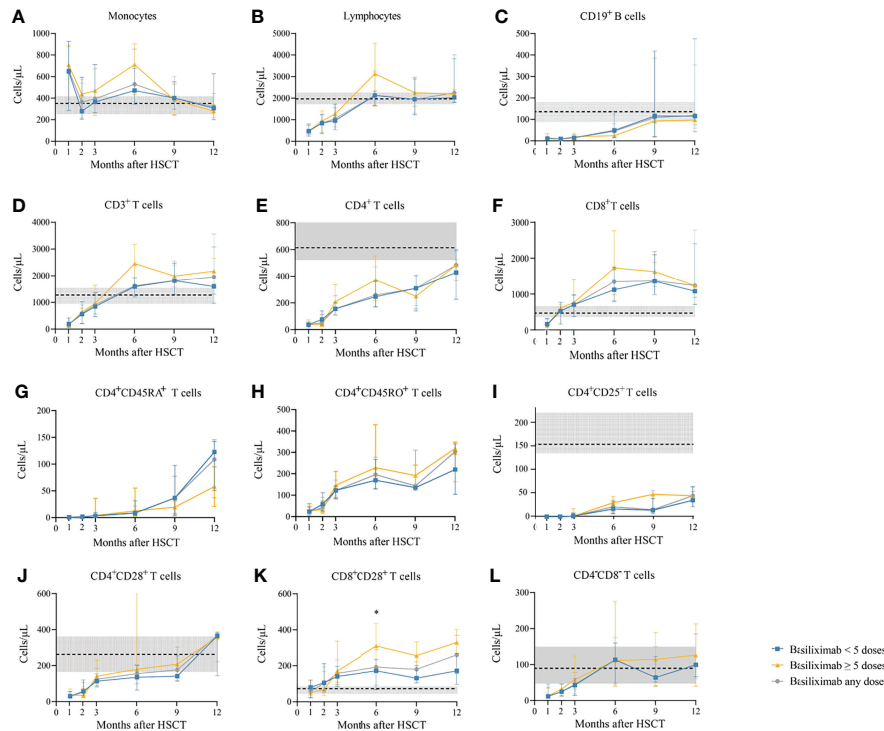 A
Monocytes
Cells/μL
1000
800
600
400
200
0
0 1 2 3 6 9 12
Months after HSCT
B
Lymphocytes
Cells/μL
5000
4000
3000
2000
1000
0
0 1 2 3 6 9 12
Months after HSCT
C
CD19⁺ B cells
Cells/μL
500
400
300
200
100
0
0 1 2 3 6 9 12
Months after HSCT
D
CD3⁺ T cells
Cells/μL
4000
3000
2000
1000
0
0 1 2 3 6 9 12
Months after HSCT
E
CD4⁺ T cells
Cells/μL
800
600
400
200
0
0 1 2 3 6 9 12
Months after HSCT
F
CD8⁺T cells
Cells/μL
4000
3000
2000
1000
0
0 1 2 3 6 9 12
Months after HSCT
G
CD4⁺CD45RA⁺ T cells
Cells/μL
200
150
100
50
0
0 1 2 3 6 9 12
Months after HSCT
H
CD4⁺CD45RO⁺ T cells
Cells/μL
500
400
300
200
100
0
0 1 2 3 6 9 12
Months after HSCT
I
CD4⁺CD25⁺ T cells
Cells/μL
200
150
100
50
0
0 1 2 3 6 9 12
Months after HSCT
J
CD4⁺CD28⁺ T cells
Cells/μL
600
400
200
0
0 1 2 3 6 9 12
Months after HSCT
K
CD8⁺CD28⁺ T cells
Cells/μL
600
400
200
0
*
0 1 2 3 6 9 12
Months after HSCT
L
CD4⁻CD8⁻ T cells
Cells/μL
400
300
200
100
0
0 1 2 3 6 9 12
Months after HSCT
Bisiliximab < 5 doses
Bisiliximab ≥ 5 doses
Bisiliximab any dose